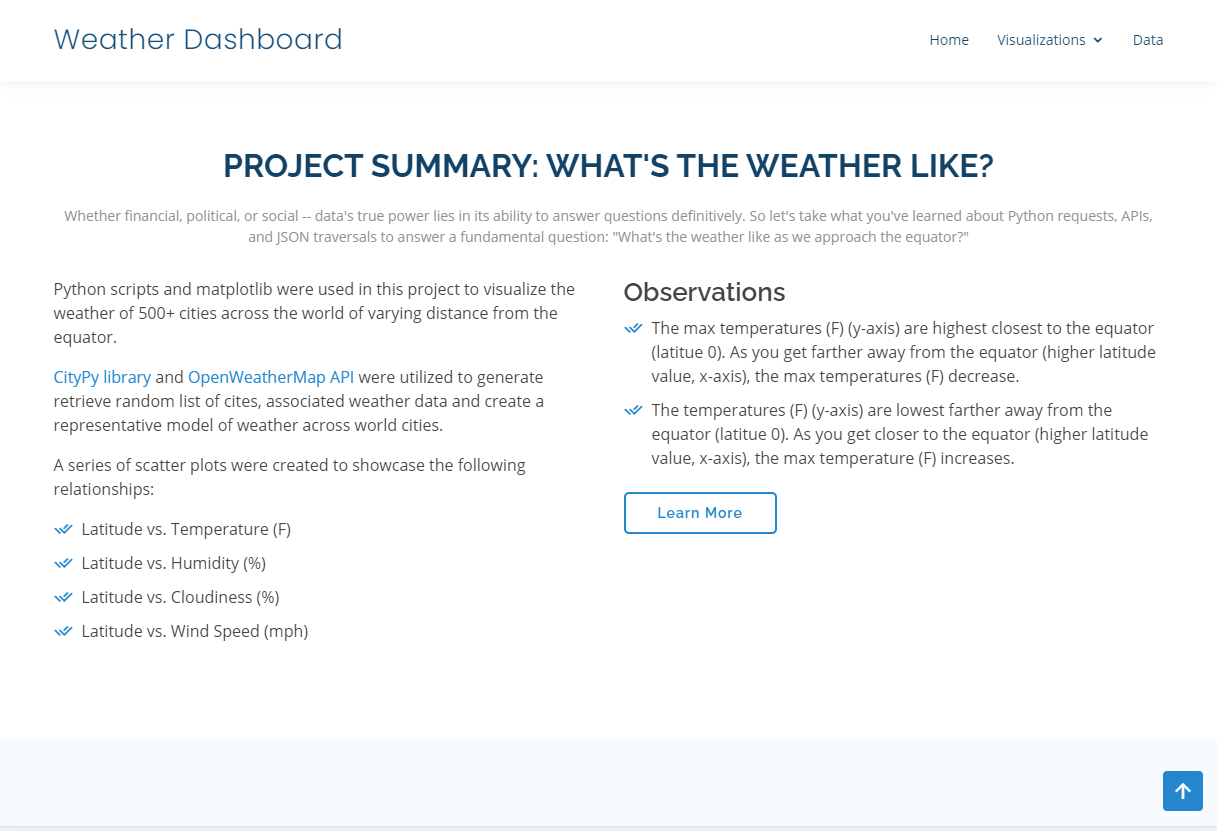 Weather Dashboard
Home
Visualizations
Data
PROJECT SUMMARY: WHAT'S THE WEATHER LIKE?
Whether financial, political, or social -- data's true power lies in its ability to answer questions definitively. So let's take what you've learned about Python requests, APIs,
and JSON traversals to answer a fundamental question: "What's the weather like as we approach the equator?"
Python scripts and matplotlib were used in this project to visualize the
weather of 500+ cities across the world of varying distance from the
equator.
CityPy library and OpenWeatherMap API were utilized to generate
retrieve random list of cites, associated weather data and create a
representative model of weather across world cities.
A series of scatter plots were created to showcase the following
relationships:
Latitude vs. Temperature (F)
Latitude vs. Humidity (%)
Latitude vs. Cloudiness (%)
Latitude vs. Wind Speed (mph)
Observations
The max temperatures (F) (y-axis) are highest closest to the equator
(latitue 0). As you get farther away from the equator (higher latitude
value, x-axis), the max temperatures (F) decrease.
The temperatures (F) (y-axis) are lowest farther away from the
equator (latitue 0). As you get closer to the equator (higher latitude
value, x-axis), the max temperature (F) increases.
Learn More